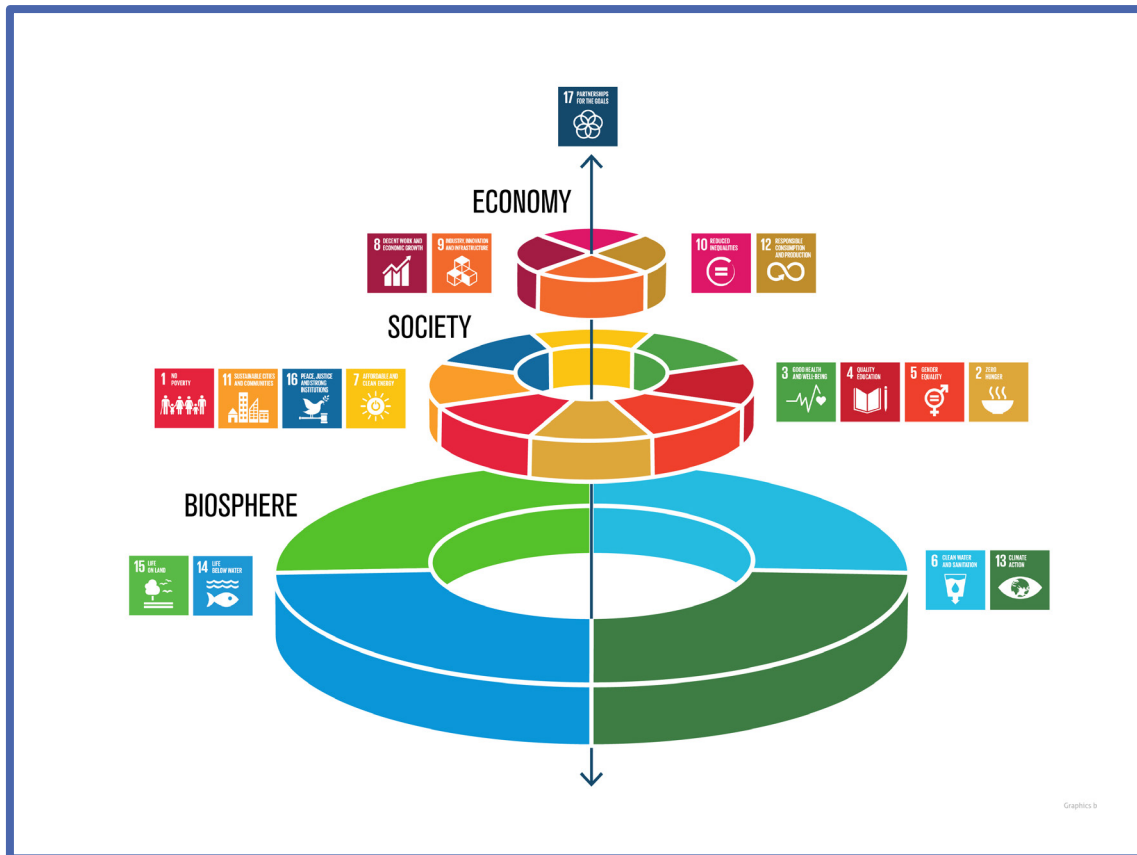 17 PARTNERSHIPS
FOR THE GOALS
ECONOMY
8 DECENT WORK AND
ECONOMIC GROWTH
9 INDUSTRY, INNOVATION
AND INFRASTRUCTURE
10 REDUCED
INEQUALITIES
12 RESPONSIBLE
CONSUMPTION
AND PRODUCTION
SOCIETY
1 NO
POVERTY
11 SUSTAINABLE CITIES
AND COMMUNITIES
16 PEACE, JUSTICE
AND STRONG
INSTITUTIONS
7 AFFORDABLE AND
CLEAN ENERGY
3 GOOD HEALTH
AND WELL-BEING
4 QUALITY
EDUCATION
5 GENDER
EQUALITY
2 ZERO
HUNGER
BIOSPHERE
15 LIFE
ON LAND
14 LIFE
BELOW WATER
6 CLEAN WATER
AND SANITATION
13 CLIMATE
ACTION
Graphics b